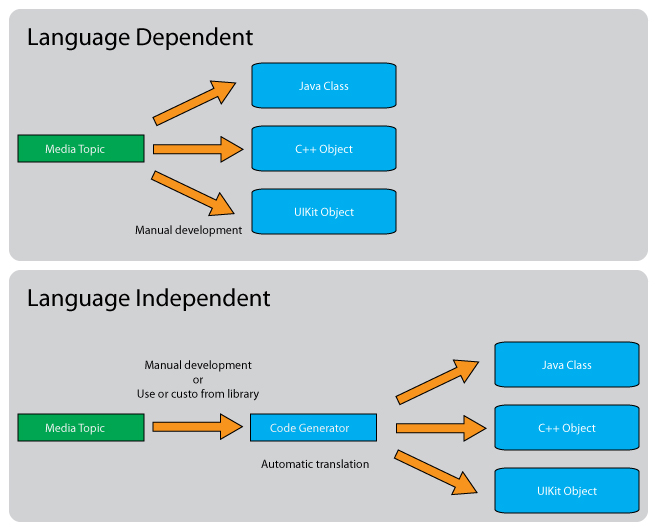 Language Dependent
Java Class
Media Topic
C++ Object
UIKit Object
Manual development
Language Independent
Manual development
or
Use or custo from library
Java Class
Media Topic
Code Generator
C++ Object
Automatic translation
UIKit Object